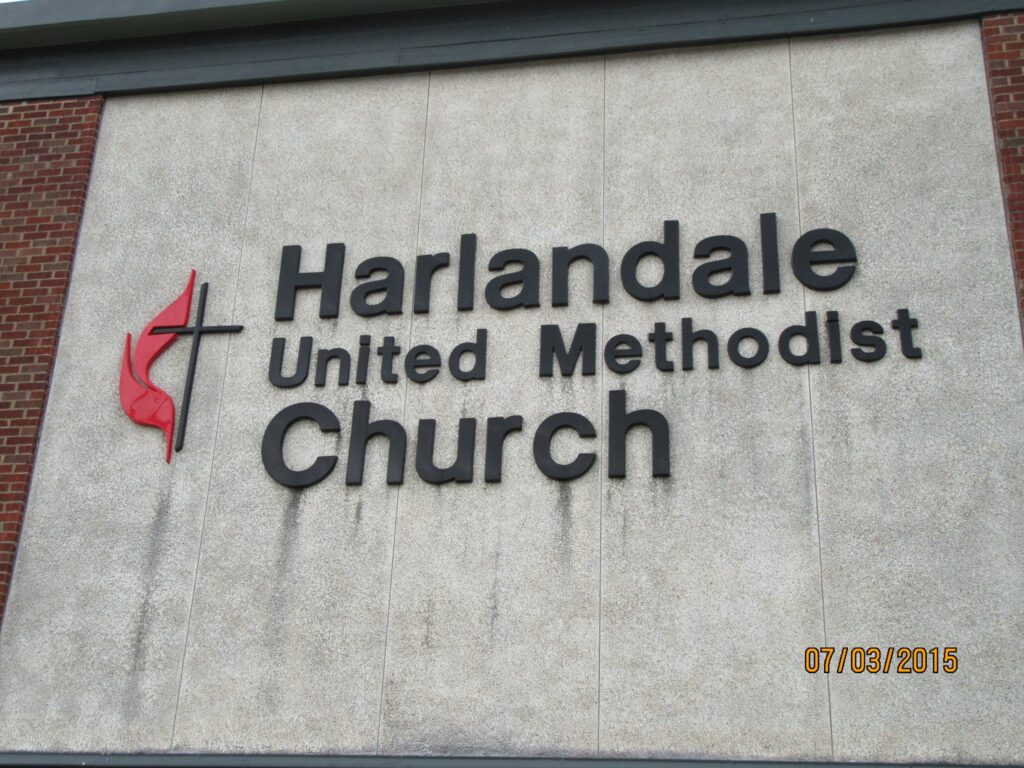 Harlandale
United Methodist
Church
07/03/2015